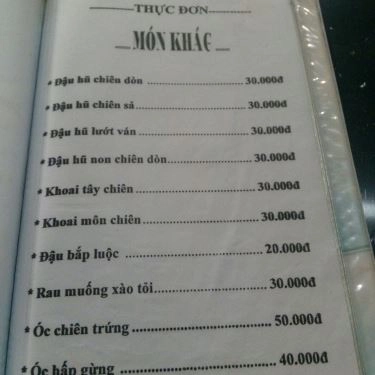 THỰC ĐƠN
MÓN KHÁC
* Đậu hũ chiên dòn 30.000đ
* Đậu hũ chiên sả 30.000đ
* Đậu hũ lướt ván 30.000đ
* Đậu hũ non chiên dòn 30.000đ
* Khoai tây chiên 30.000đ
* Khoai môn chiên 30.000đ
* Đậu bắp luộc 20.000đ
* Rau muống xào tỏi 30.000đ
* Óc chiên trứng 50.000đ
* Óc hấp gừng 40.000đ